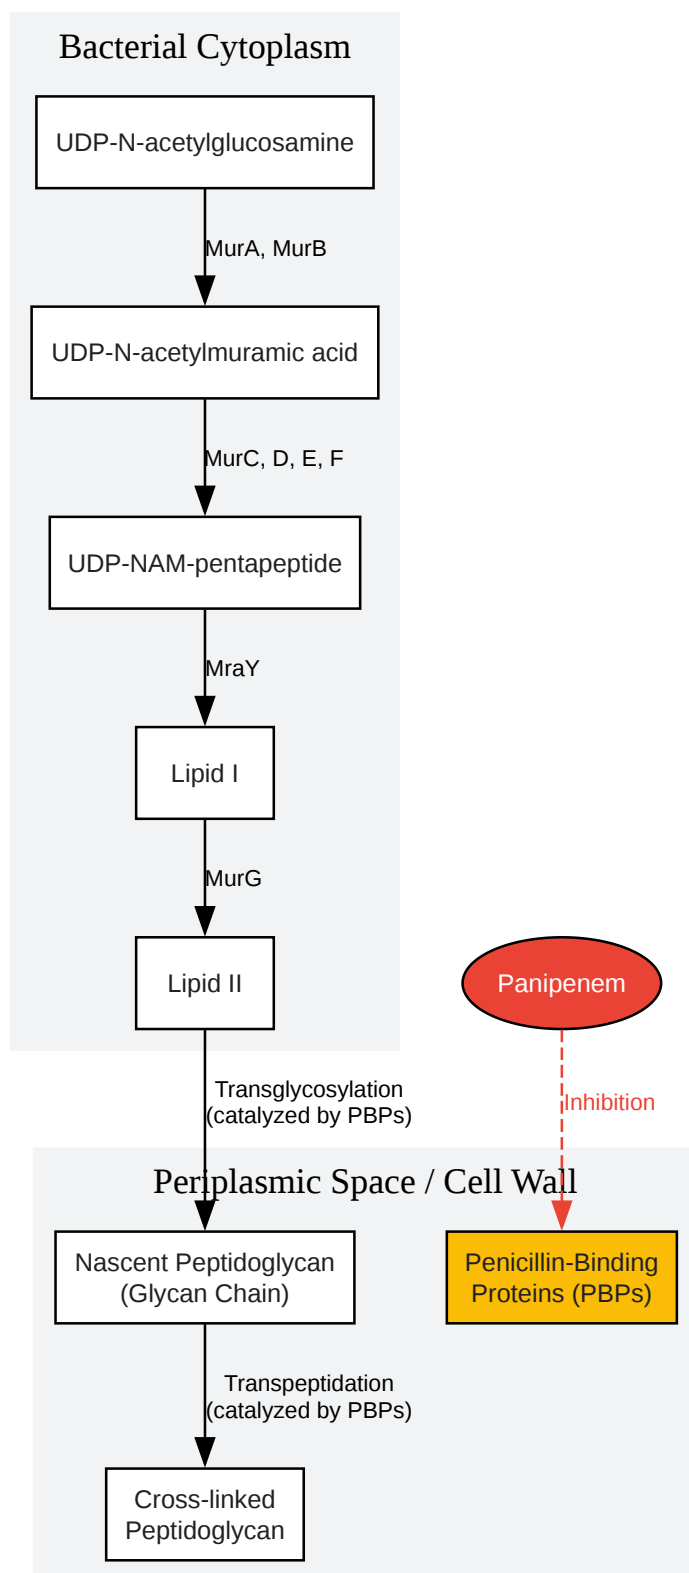 Bacterial Cytoplasm
UDP-N-acetylglucosamine
MurA, MurB
UDP-N-acetylmuramic acid
MurC, D, E, F
UDP-NAM-pentapeptide
MraY
Lipid I
MurG
Lipid II
Panipenem
Transglycosylation
(catalyzed by PBPs)
Inhibition
Periplasmic Space / Cell Wall
Nascent Peptidoglycan
(Glycan Chain)
Penicillin-Binding
Proteins (PBPs)
Transpeptidation
(catalyzed by PBPs)
Cross-linked
Peptidoglycan